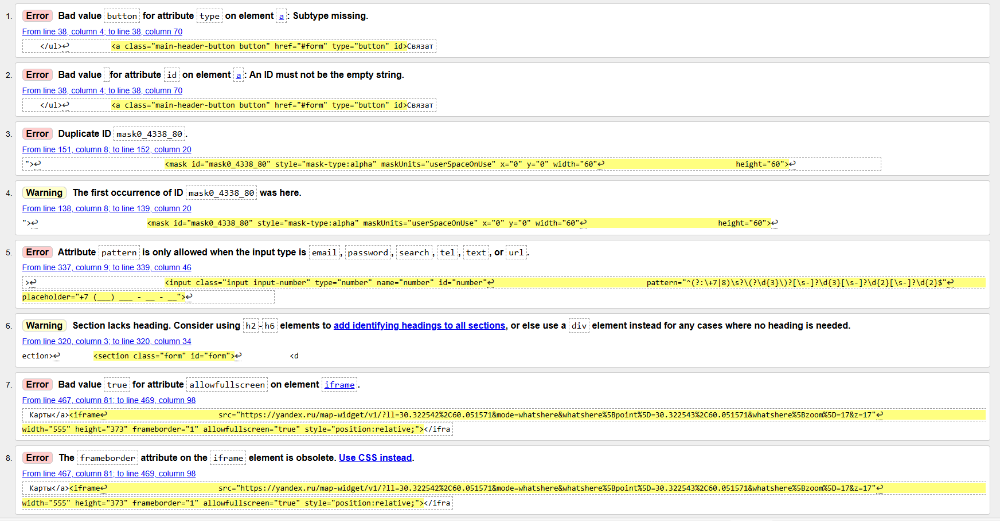 1. Error Bad value button for attribute type on element a: Subtype missing.
From line 38, column 4; to line 38, column 70
</ul>↩ <a class="main-header-button button" href="#form" type="button" id>Связат
2. Error Bad value for attribute id on element a: An ID must not be the empty string.
From line 38, column 4; to line 38, column 70
</ul>↩ <a class="main-header-button button" href="#form" type="button" id>Связат
3. Error Duplicate ID mask0_4338_80.
From line 151, column 8; to line 152, column 20
">↩ <mask id="mask0_4338_80" style="mask-type:alpha" maskUnits="userSpaceOnUse" x="0" y="0" width="60"↩ height="60">↩
4. Warning The first occurrence of ID mask0_4338_80 was here.
From line 138, column 8; to line 139, column 20
">↩ <mask id="mask0_4338_80" style="mask-type:alpha" maskUnits="userSpaceOnUse" x="0" y="0" width="60"↩ height="60">↩
5. Error Attribute pattern is only allowed when the input type is email, password, search, tel, text, or url.
From line 337, column 9; to line 339, column 46
>↩ <input class="input input-number" type="number" name="number" id="number"↩ pattern="^(?:\+7|8)\s?\(?\d{3}\)?[\s-]?\d{3}[\s-]?\d{2}[\s-]?\d{2}$"↩
placeholder="+7 (___) ___ - __ - __">↩
6. Warning Section lacks heading. Consider using h2-h6 elements to add identifying headings to all sections, or else use a div element instead for any cases where no heading is needed.
From line 320, column 3; to line 320, column 34
ection>↩ <section class="form" id="form">↩ <d
7. Error Bad value true for attribute allowfullscreen on element iframe.
From line 467, column 81; to line 469, column 98
Карты</a><iframe↩ src="https://yandex.ru/map-widget/v1/?ll=30.322542%2C60.051571&mode=whatshere&whatshere%5Bpoint%5D=30.322543%2C60.051571&whatshere%5Bzoom%5D=17&z=17"↩
width="555" height="373" frameborder="1" allowfullscreen="true" style="position:relative;"></ifra
8. Error The frameborder attribute on the iframe element is obsolete. Use CSS instead.
From line 467, column 81; to line 469, column 98
Карты</a><iframe↩ src="https://yandex.ru/map-widget/v1/?ll=30.322542%2C60.051571&mode=whatshere&whatshere%5Bpoint%5D=30.322543%2C60.051571&whatshere%5Bzoom%5D=17&z=17"↩
width="555" height="373" frameborder="1" allowfullscreen="true" style="position:relative;"></ifra